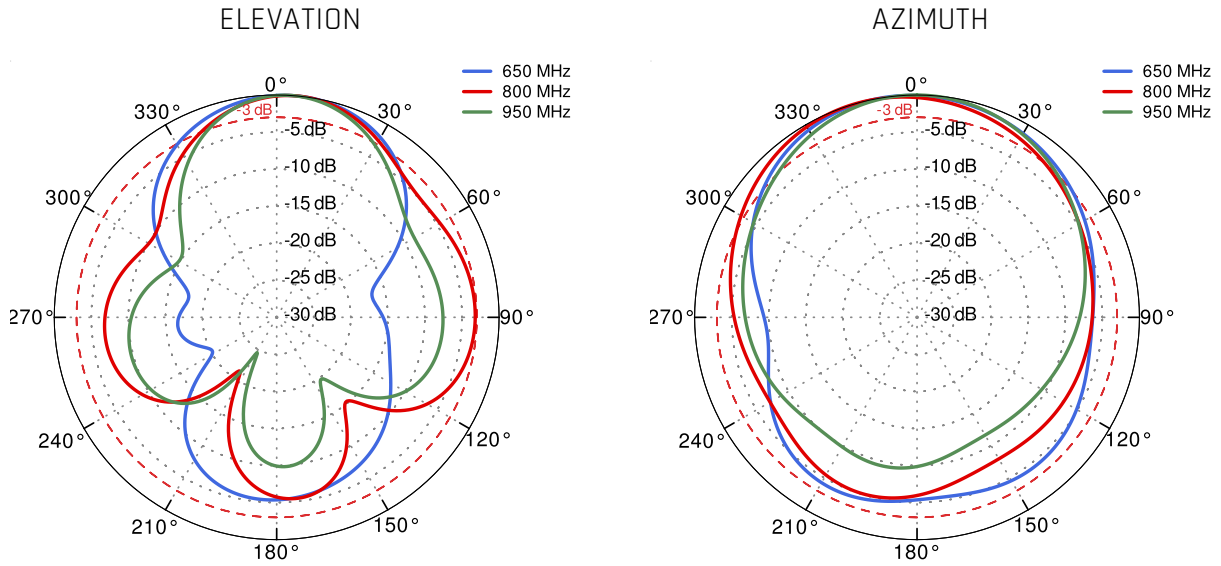 ELEVATION
650 MHz
800 MHz
950 MHz
0°
330°
30°
-3 dB
-5 dB
-10 dB
300°
60°
-15 dB
-20 dB
-25 dB
-30 dB
270°
90°
240°
120°
210°
150°
180°
AZIMUTH
650 MHz
800 MHz
950 MHz
0°
330°
30°
-3 dB
-5 dB
-10 dB
300°
60°
-15 dB
-20 dB
-25 dB
-30 dB
270°
90°
240°
120°
210°
150°
180°